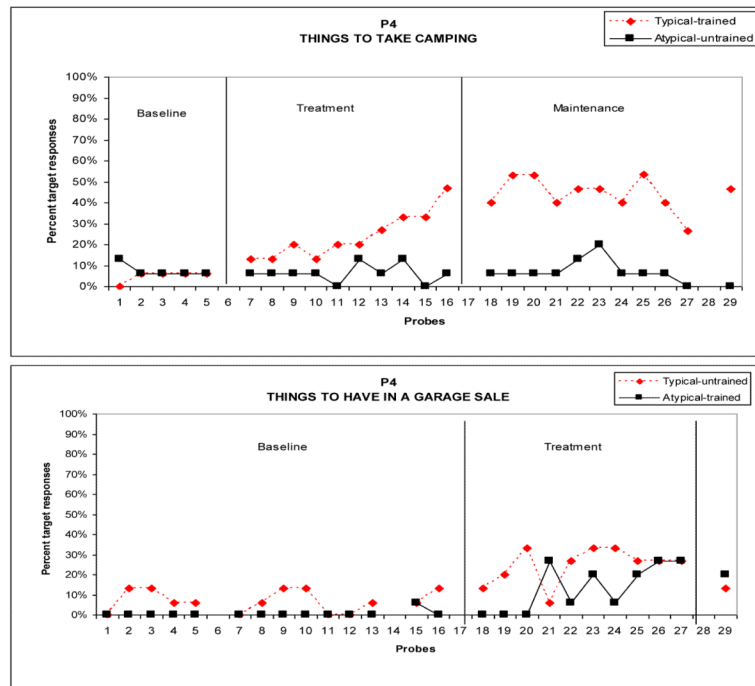 P4
THINGS TO TAKE CAMPING
Typical-trained
Atypical-untrained
Percent target responses
100%
90%
80%
70%
60%
50%
40%
30%
20%
10%
0%
Baseline
Treatment
Maintenance
1 2 3 4 5 6 7 8 9 10 11 12 13 14 15 16 17 18 19 20 21 22 23 24 25 26 27 28 29
Probes
P4
THINGS TO HAVE IN A GARAGE SALE
Typical-untrained
Atypical-trained
Percent target responses
100%
90%
80%
70%
60%
50%
40%
30%
20%
10%
0%
Baseline
Treatment
1 2 3 4 5 6 7 8 9 10 11 12 13 14 15 16 17 18 19 20 21 22 23 24 25 26 27 28 29
Probes